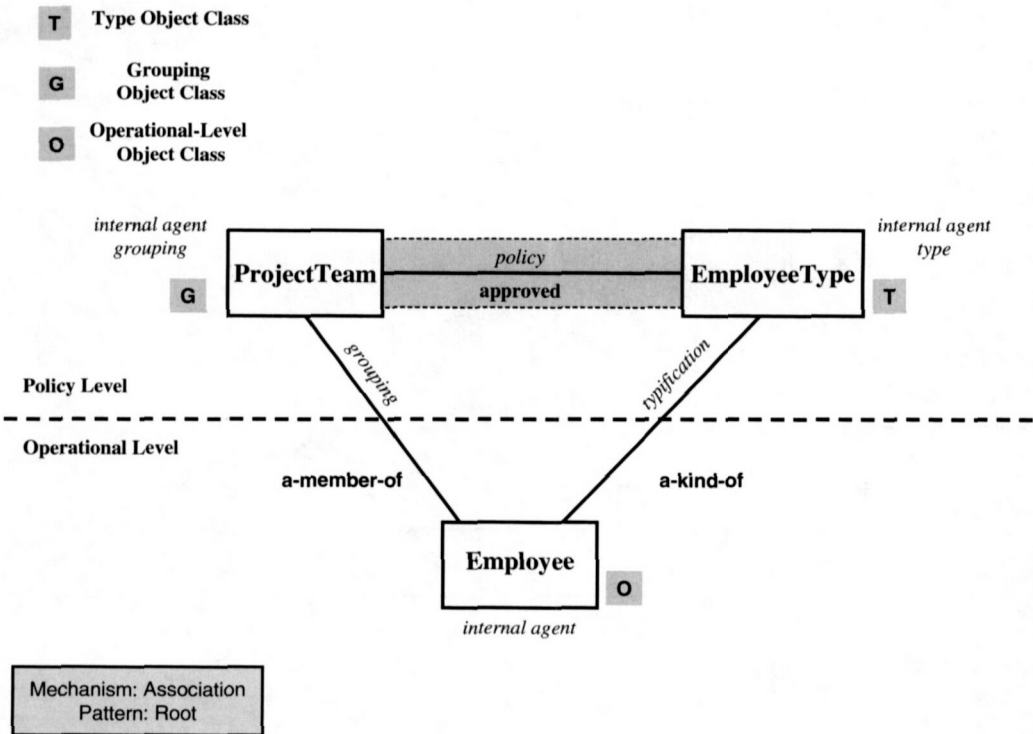 T
Type Object Class
G
Grouping
Object Class
O
Operational-Level
Object Class
internal agent
grouping
G
ProjectTeam
policy
approved
EmployeeType
internal agent
type
T
grouping
typification
Policy Level
Operational Level
a-member-of
a-kind-of
Employee
O
internal agent
Mechanism: Association
Pattern: Root